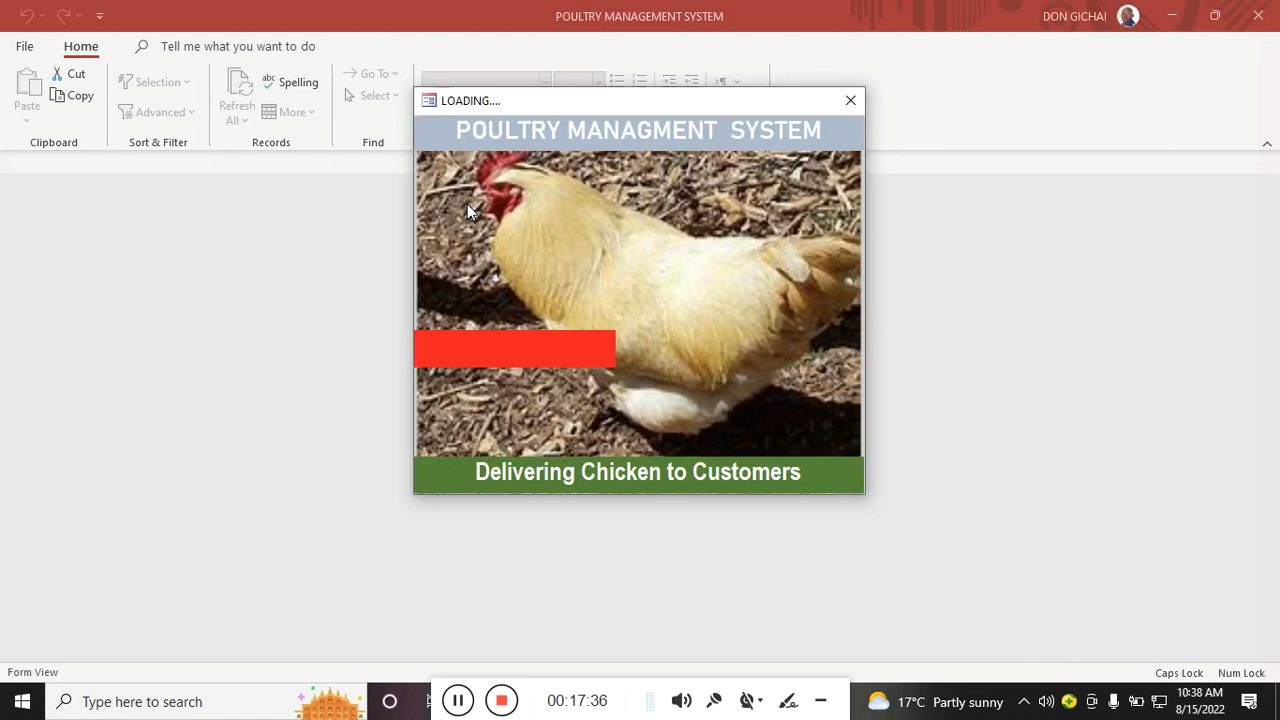 POULTRY MANAGEMENT SYSTEM
DON GICHAI
File
Home
Tell me what you want to do
Paste
Cut
Copy
Clipboard
Selection
Advanced
Sort & Filter
Refresh
All
abc
Spelling
More
Records
Go To
Select
Find
LOADING....
POULTRY MANAGMENT SYSTEM
Delivering Chicken to Customers
Form View
Caps Lock
Num Lock
Type here to search
00:17:36
17°C Partly sunny
10:38 AM
8/15/2022